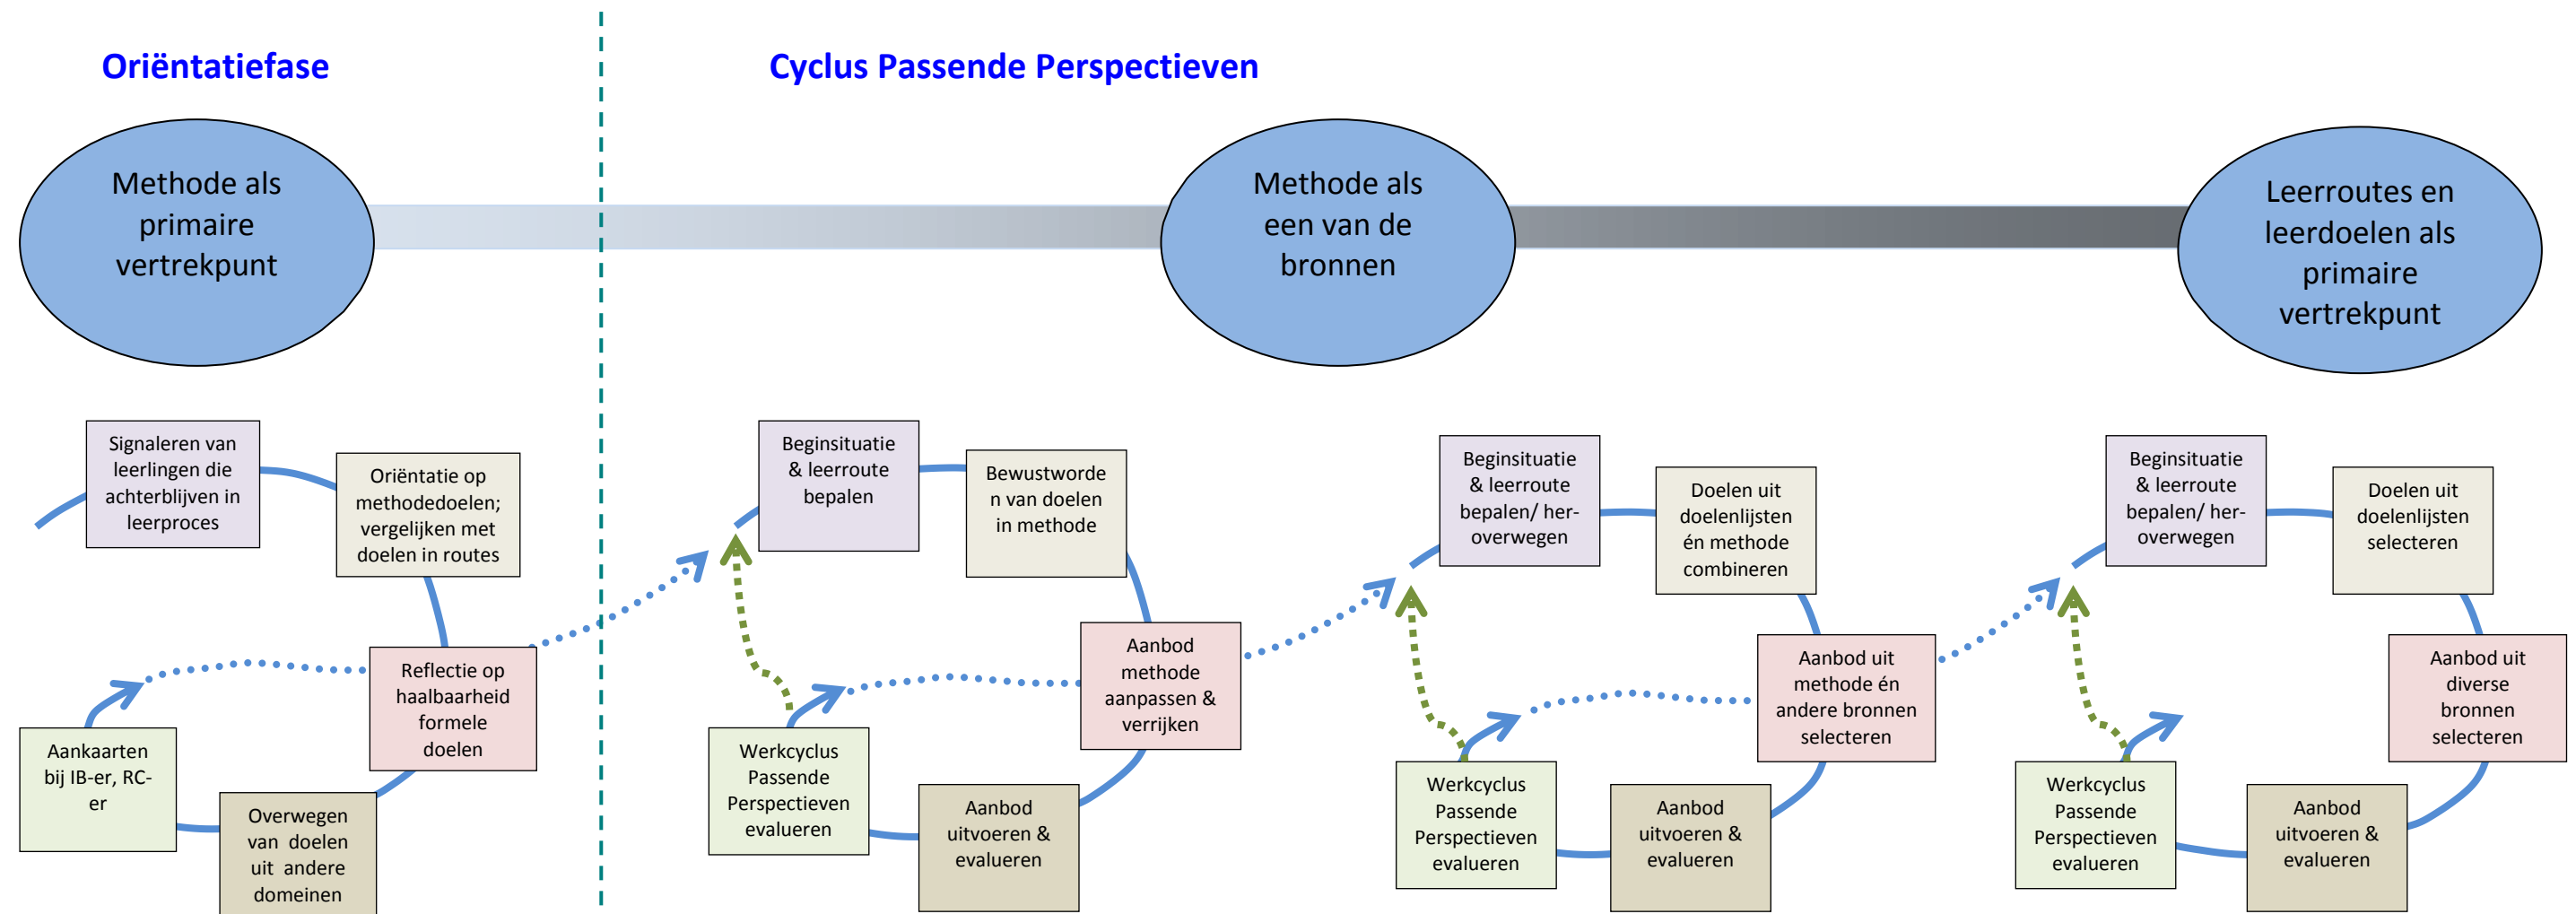 Oriëntatiefase
Cyclus Passende Perspectieven
Methode als
primaire
vertrekpunt
Methode als
een van de
bronnen
Leerroutes en
leerdoelen als
primaire
vertrekpunt
Signaleren van
leerlingen die
achterblijven in
leerproces
Oriëntatie op
methodedoelen;
vergelijken met
doelen in routes
Reflectie op
haalbaarheid
formele
doelen
Overwegen
van doelen
uit andere
domeinen
Aankaarten
bij IB-er, RC-
er
Beginsituatie
& leerroute
bepalen
Bewustworde
n van doelen
in methode
Aanbod
methode
aanpassen &
verrijken
Aanbod
uitvoeren &
evalueren
Werkcyclus
Passende
Perspectieven
evalueren
Beginsituatie
& leerroute
bepalen/ her-
overwegen
Doelen uit
doelenlijsten
én methode
combineren
Aanbod uit
methode én
andere bronnen
selecteren
Aanbod
uitvoeren &
evalueren
Werkcyclus
Passende
Perspectieven
evalueren
Beginsituatie
& leerroute
bepalen/ her-
overwegen
Doelen uit
doelenlijsten
selecteren
Aanbod uit
diverse
bronnen
selecteren
Aanbod
uitvoeren &
evalueren
Werkcyclus
Passende
Perspectieven
evalueren